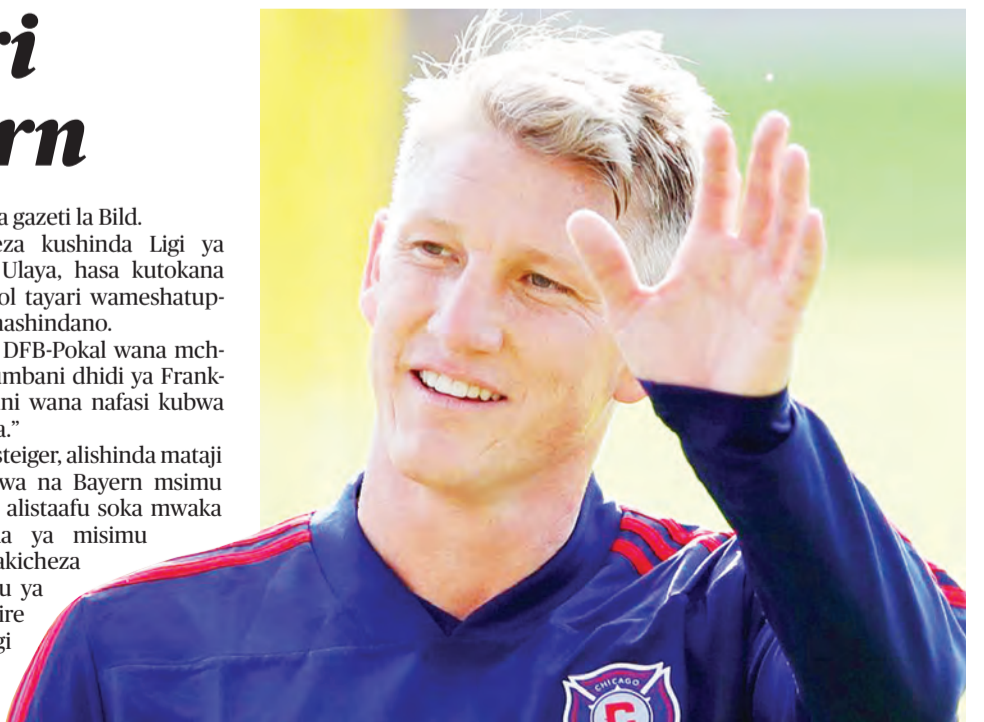 ri
rn
a gazeti la Bild.
eza kushinda Ligi ya
Ulaya, hasa kutokana
ol tayari wameshatup-
nashindano.
DFB-Pokal wana mch-
umbani dhidi ya Frank-
ni wana nafasi kubwa
a.”
steiger, alishinda mataji
wa na Bayern msimu
alistaafu soka mwaka
a ya misimu
akicheza
u ya
ire
gi
CHICAGO